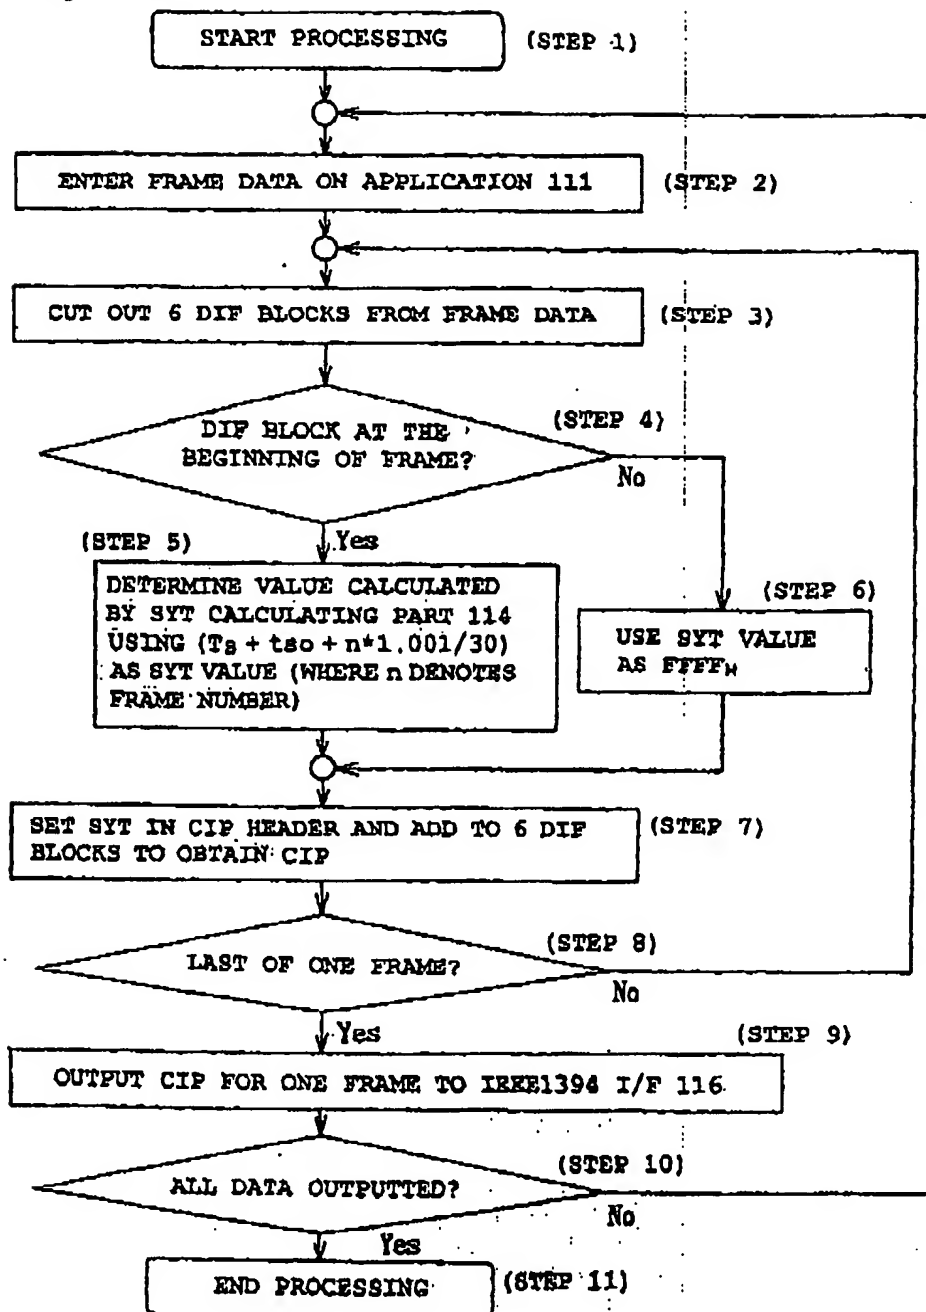 START PROCESSING (STEP 1)
ENTER FRAME DATA ON APPLICATION 111 (STEP 2)
CUT OUT 6 DIF BLOCKS FROM FRAME DATA (STEP 3)
(STEP 4)
DIF BLOCK AT THE
BEGINNING OF FRAME?
No
(STEP 5) Yes
DETERMINE VALUE CALCULATED
BY SYT CALCULATING PART 114
USING (Ts + tso + n*1.001/30)
AS SYT VALUE (WHERE n DENOTES
FRAME NUMBER)
(STEP 6)
USE SYT VALUE
AS FFFFH
SET SYT IN CIP HEADER AND ADD TO 6 DIF
BLOCKS TO OBTAIN CIP
(STEP 7)
(STEP 8)
LAST OF ONE FRAME?
No
Yes
(STEP 9)
OUTPUT CIP FOR ONE FRAME TO IEEE1394 I/F 116
(STEP 10)
ALL DATA OUTPUTTED?
No
Yes
END PROCESSING (STEP 11)